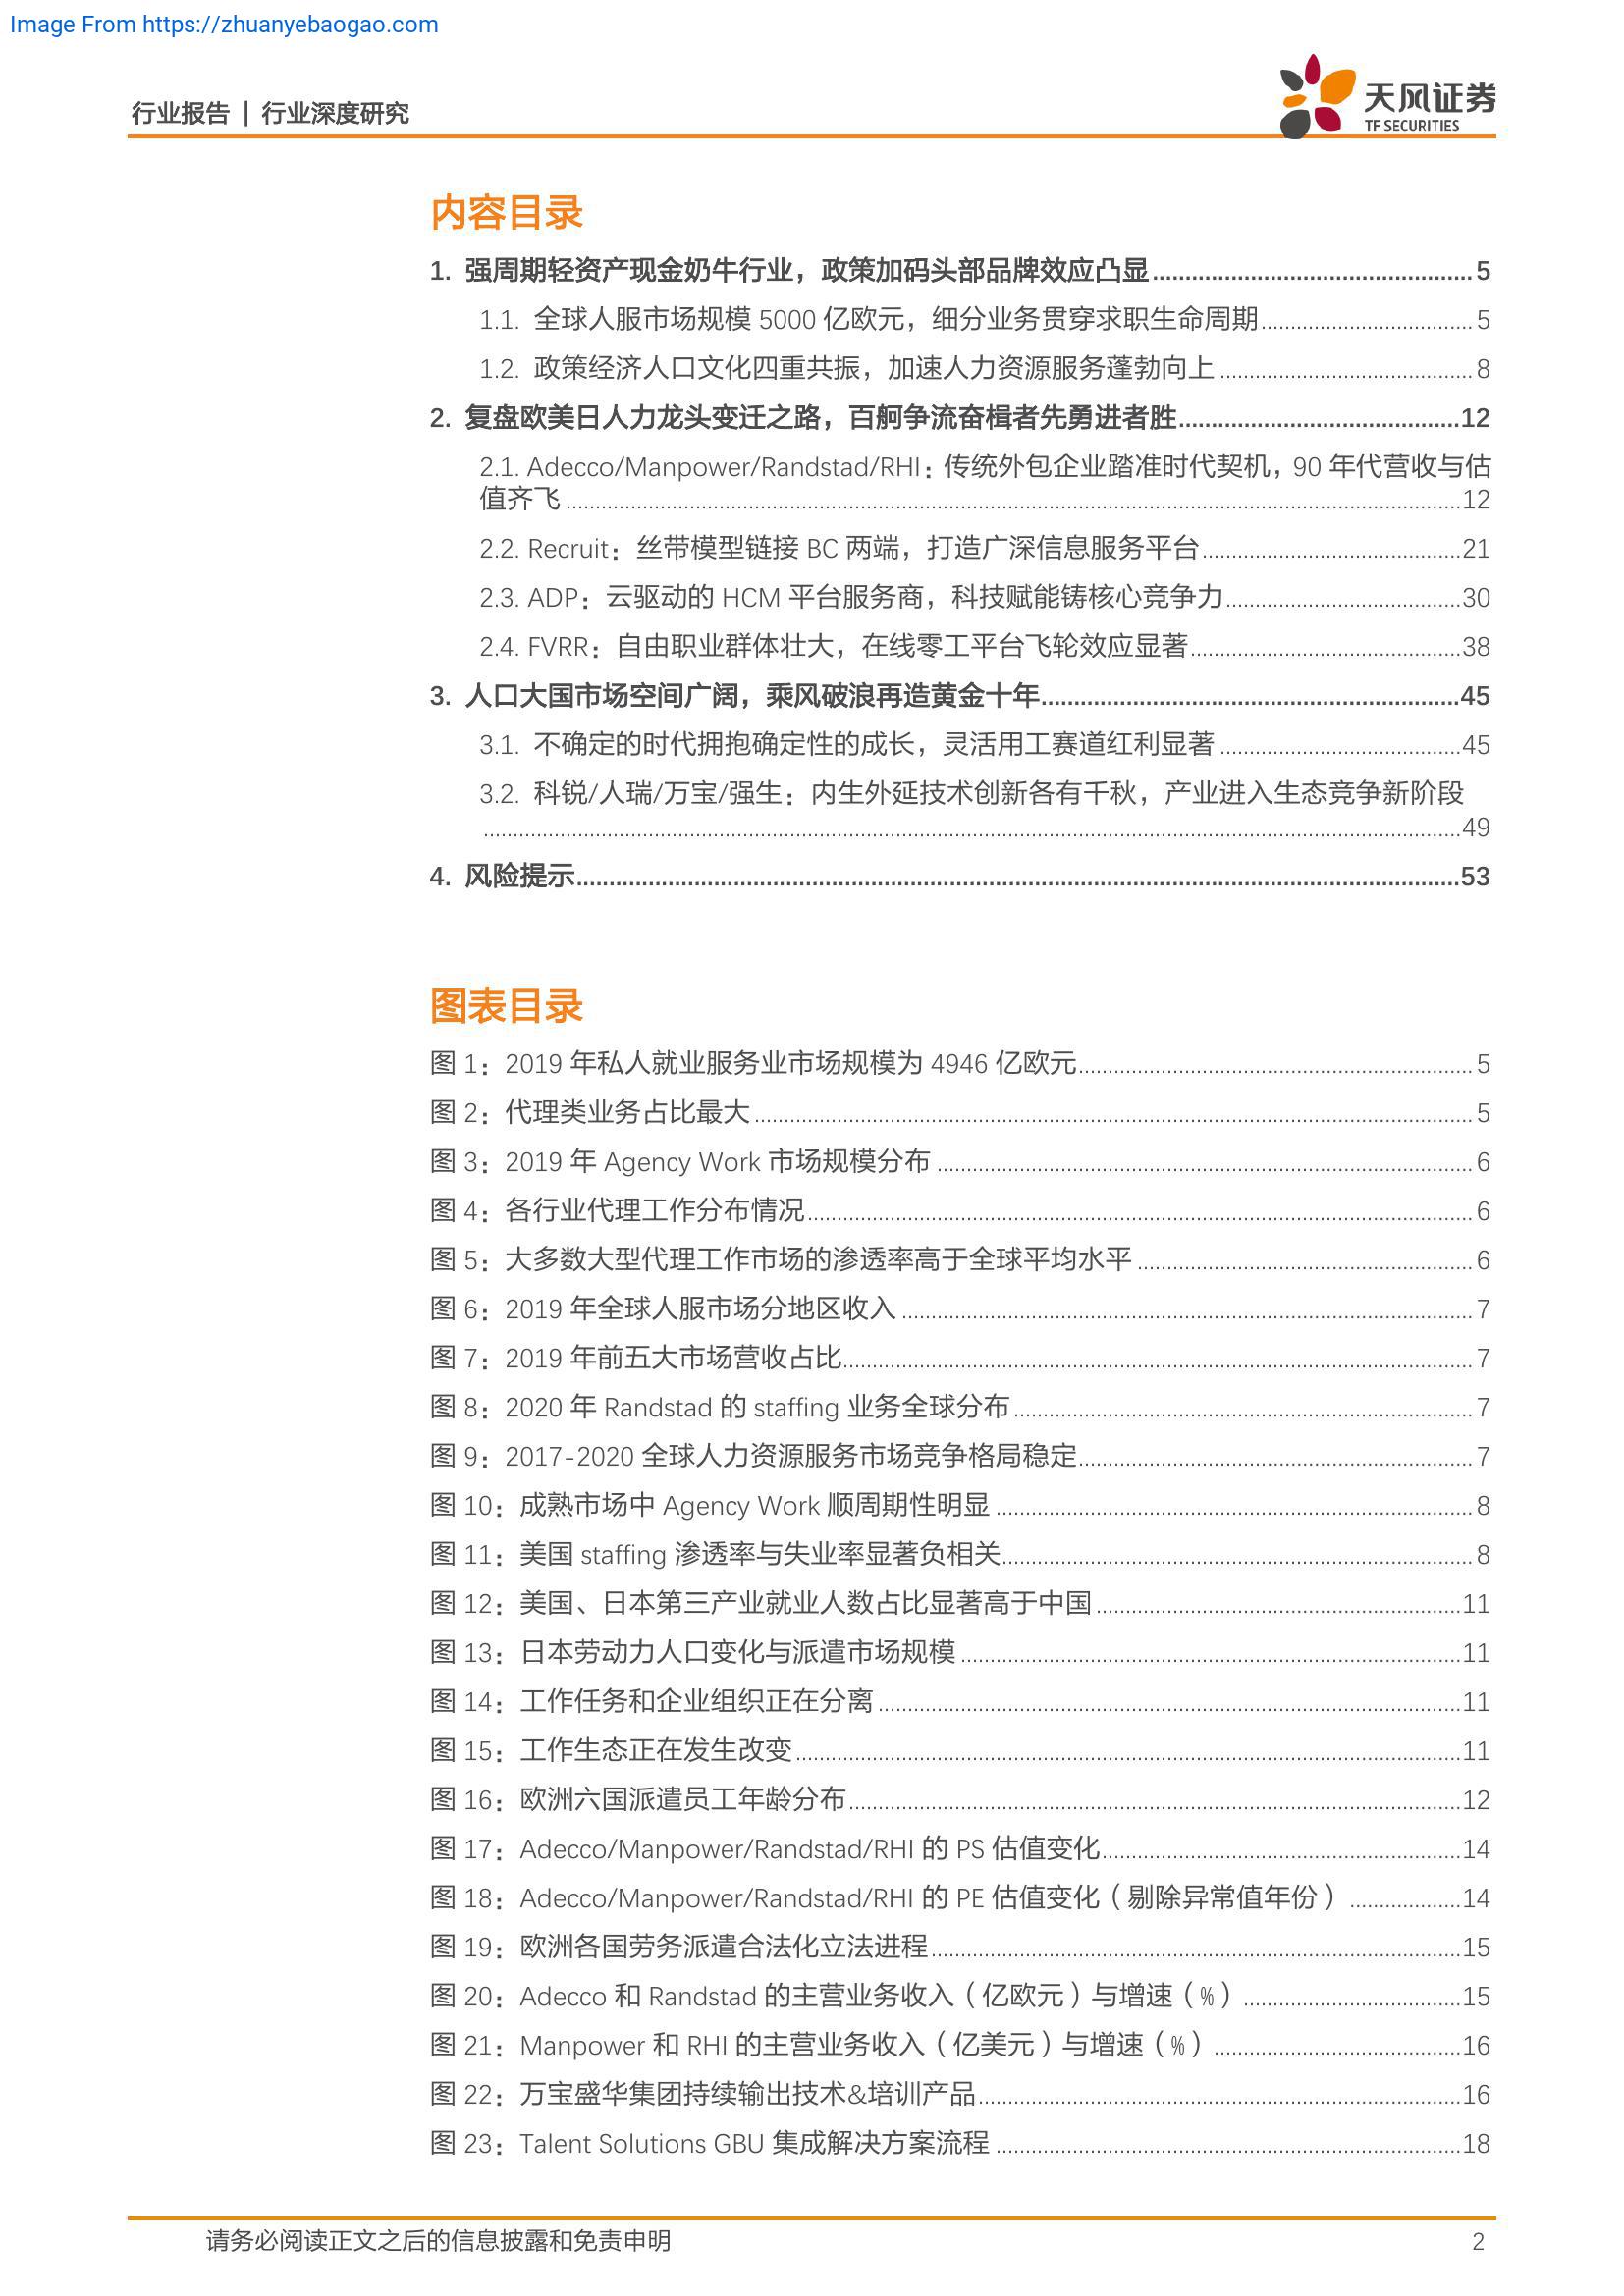 Image From https://zhuanyebaogao.com
行业报告 | 行业深度研究
天风证券
TF SECURITIES
内容目录
1. 强周期轻资产现金奶牛行业，政策加码头部品牌效应凸显 5
1.1. 全球人服市场规模 5000 亿欧元，细分业务贯穿求职生命周期 5
1.2. 政策经济人口文化四重共振，加速人力资源服务蓬勃向上 8
2. 复盘欧美日人力龙头变迁之路，百舸争流奋楫者先勇进者胜 12
2.1. Adecco/Manpower/Randstad/RHI：传统外包企业踏准时代契机，90 年代营收与估
值齐飞 12
2.2. Recruit：丝带模型链接 BC 两端，打造广深信息服务平台 21
2.3. ADP：云驱动的 HCM 平台服务商，科技赋能铸核心竞争力 30
2.4. FVRR：自由职业群体壮大，在线零工平台飞轮效应显著 38
3. 人口大国市场空间广阔，乘风破浪再造黄金十年 45
3.1. 不确定的时代拥抱确定性的成长，灵活用工赛道红利显著 45
3.2. 科锐/人瑞/万宝/强生：内生外延技术创新各有千秋，产业进入生态竞争新阶段
49
4. 风险提示 53
图表目录
图 1：2019 年私人就业服务业市场规模为 4946 亿欧元 5
图 2：代理类业务占比最大 5
图 3：2019 年 Agency Work 市场规模分布 6
图 4：各行业代理工作分布情况 6
图 5：大多数大型代理工作市场的渗透率高于全球平均水平 6
图 6：2019 年全球人服市场分地区收入 7
图 7：2019 年前五大市场营收占比 7
图 8：2020 年 Randstad 的 staffing 业务全球分布 7
图 9：2017-2020 全球人力资源服务市场竞争格局稳定 7
图 10：成熟市场中 Agency Work 顺周期性明显 8
图 11：美国 staffing 渗透率与失业率显著负相关 8
图 12：美国、日本第三产业就业人数占比显著高于中国 11
图 13：日本劳动力人口变化与派遣市场规模 11
图 14：工作任务和企业组织正在分离 11
图 15：工作生态正在发生改变 11
图 16：欧洲六国派遣员工年龄分布 12
图 17：Adecco/Manpower/Randstad/RHI 的 PS 估值变化 14
图 18：Adecco/Manpower/Randstad/RHI 的 PE 估值变化（剔除异常值年份） 14
图 19：欧洲各国劳务派遣合法化立法进程 15
图 20：Adecco 和 Randstad 的主营业务收入（亿欧元）与增速（%） 15
图 21：Manpower 和 RHI 的主营业务收入（亿美元）与增速（%） 16
图 22：万宝盛华集团持续输出技术&培训产品 16
图 23：Talent Solutions GBU 集成解决方案流程 18
请务必阅读正文之后的信息披露和免责申明 2